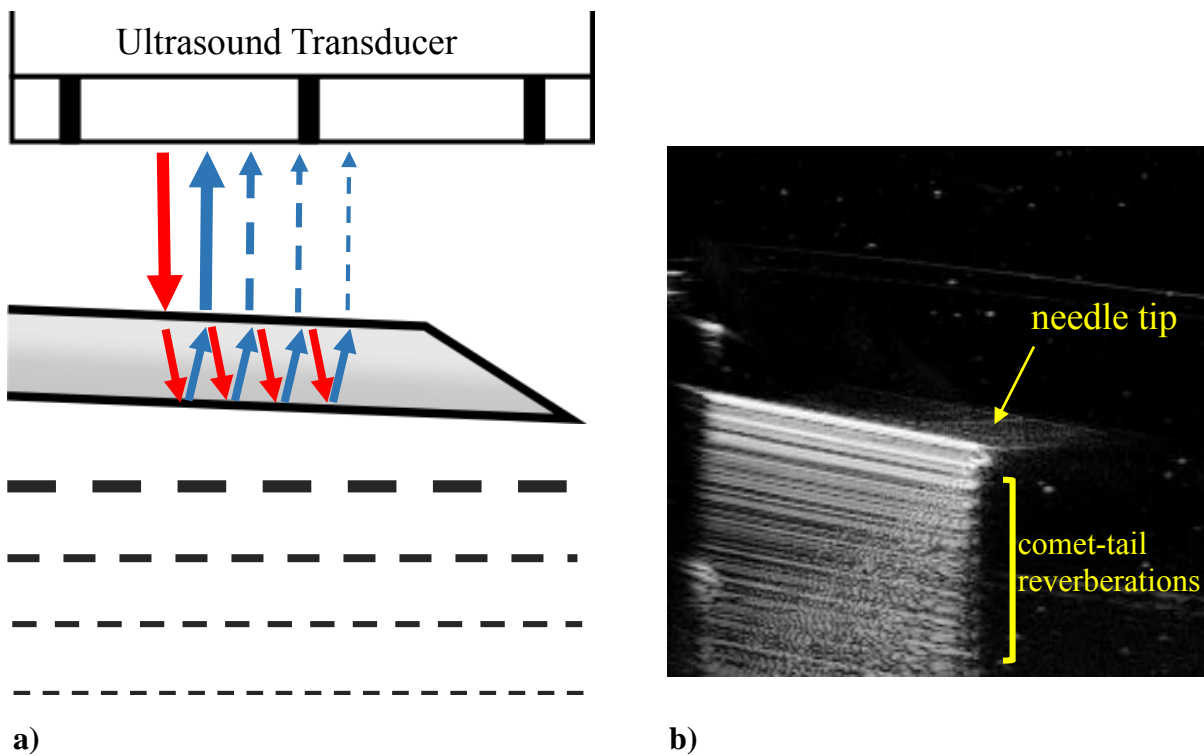 Ultrasound Transducer
needle tip
comet-tail
reverberations
a)
b)